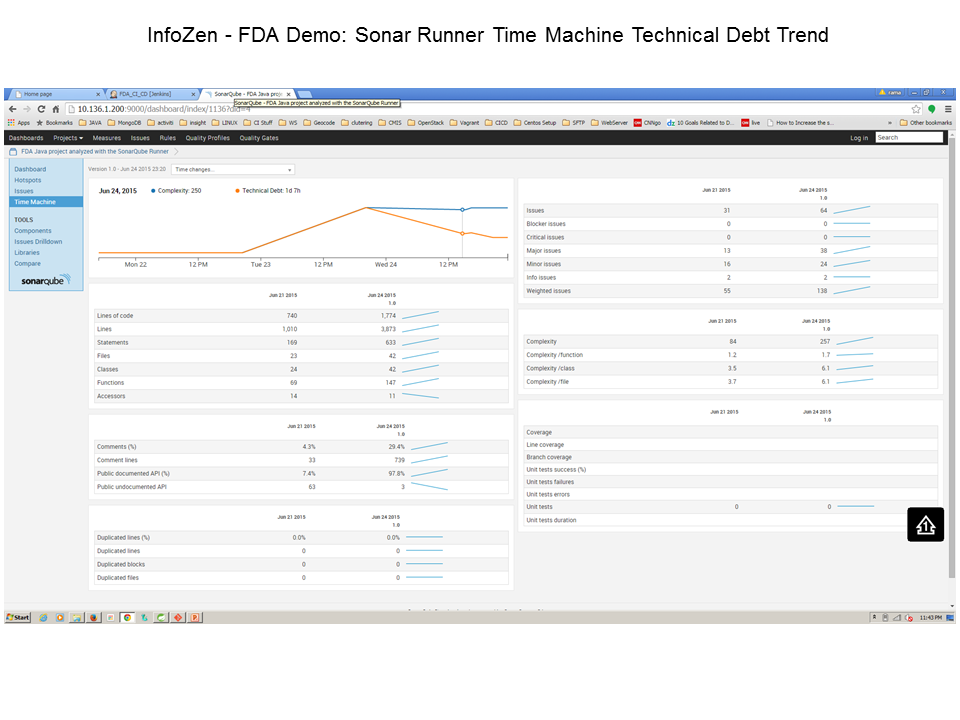 InfoZen - FDA Demo: Sonar Runner Time Machine Technical Debt Trend
Home page
FDA_CI_CD [Jenkins]
SonarQube - FDA Java proj
rama
SonarQube - FDA Java project analyzed with the SonarQube Runner
10.136.1.200:9000/dashboard/index/1136?did=4
Apps Bookmarks JAVA MongoDB activiti insight LINUX CI Stuff WS Geocode clutering CMIS OpenStack Vagrant CICD Centos Setup SFTP WebServer CNNgo 10 Goals Related to D... live How to Increase the s... » Other bookmarks
Dashboards Projects Measures Issues Rules Quality Profiles Quality Gates Log in Search
FDA Java project analyzed with the SonarQube Runner
Dashboard
Hotspots
Issues
Time Machine
TOOLS
Components
Issues Drilldown
Libraries
Compare
sonarqube
Version 1.0 - Jun 24 2015 23:20 Time changes...
Jun 24, 2015 Complexity: 250 Technical Debt: 1d 7h
Mon 22 12 PM Tue 23 12 PM Wed 24 12 PM
Jun 21 2015 Jun 24 2015
1.0
Lines of code 740 1,774
Lines 1,010 3,873
Statements 169 633
Files 23 42
Classes 24 42
Functions 69 147
Accessors 14 11
Jun 21 2015 Jun 24 2015
1.0
Comments (%) 4.3% 29.4%
Comment lines 33 739
Public documented API (%) 7.4% 97.8%
Public undocumented API 63 3
Jun 21 2015 Jun 24 2015
1.0
Duplicated lines (%) 0.0% 0.0%
Duplicated lines 0 0
Duplicated blocks 0 0
Duplicated files 0 0
Jun 21 2015 Jun 24 2015
1.0
Issues 31 64
Blocker issues 0 0
Critical issues 0 0
Major issues 13 38
Minor issues 16 24
Info issues 2 2
Weighted issues 55 138
Jun 21 2015 Jun 24 2015
1.0
Complexity 84 257
Complexity /function 1.2 1.7
Complexity /class 3.5 6.1
Complexity /file 3.7 6.1
Jun 21 2015 Jun 24 2015
1.0
Coverage
Line coverage
Branch coverage
Unit tests success (%)
Unit tests failures
Unit tests errors
Unit tests 0 0
Unit tests duration
1
Start
11:43 PM